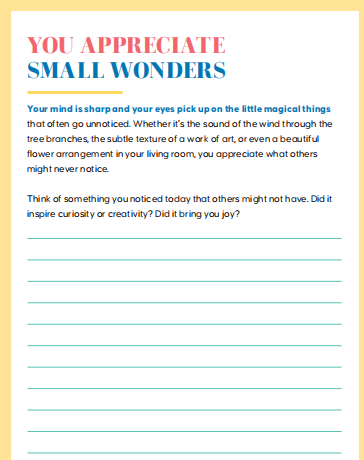 YOU APPRECIATE
SMALL WONDERS
Your mind is sharp and your eyes pick up on the little magical things
that often go unnoticed. Whether it's the sound of the wind through the
tree branches, the subtle texture of a work of art, or even a beautiful
flower arrangement in your living room, you appreciate what others
might never notice.
Think of something you noticed today that others might not have. Did it
inspire curiosity or creativity? Did it bring you joy?